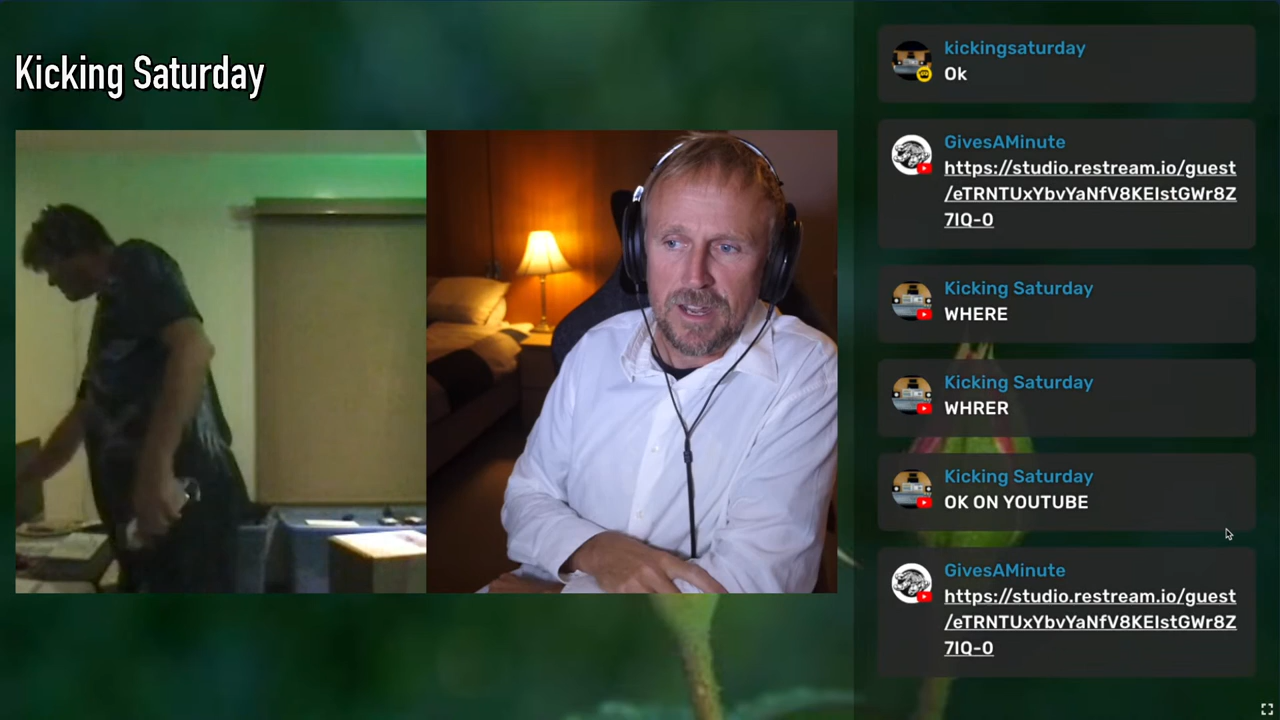 Kicking Saturday
kickingsaturday
Ok
GivesAMinute
https://studio.restream.io/guest
/eTRNTUxYbvYaNfV8KEIstGWr8Z
7IQ-0
Kicking Saturday
WHERE
Kicking Saturday
WHRER
Kicking Saturday
OK ON YOUTUBE
GivesAMinute
https://studio.restream.io/guest
/eTRNTUxYbvYaNfV8KEIstGWr8Z
7IQ-0